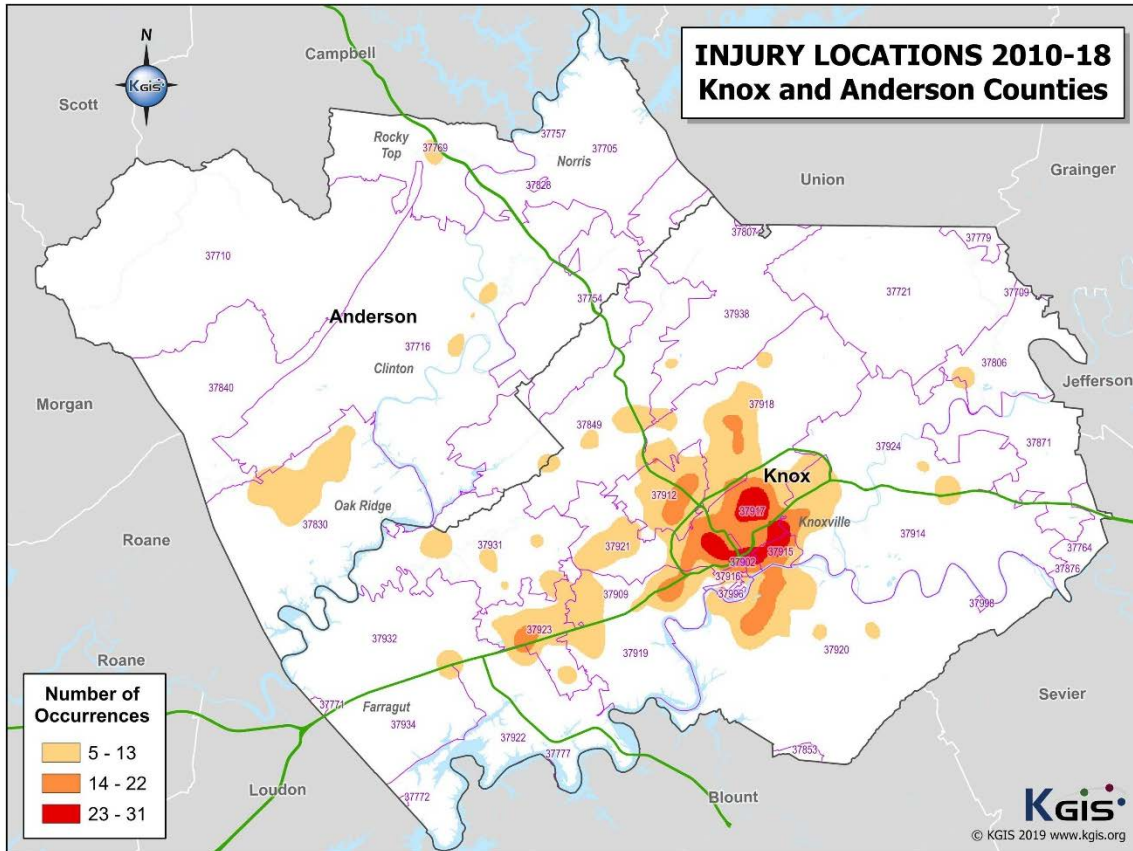 INJURY LOCATIONS 2010-18
Knox and Anderson Counties
N
KGIS
Campbell
Scott
Rocky
Top
37769
37757
37705
Norris
37828
Union
Grainger
37807
37779
37710
37721
37709
37754
37938
Anderson
37716
Clinton
37806
37840
Jefferson
Morgan
37918
37849
37924
37871
Knox
37912
37917
Knoxville
Oak Ridge
37830
37914
Roane
37931
37921
37915
37902
37764
37916
37876
37909
37996
37998
37923
37932
37919
37920
Roane
Sevier
37771
Farragut
37934
37922
37777
37853
37772
Loudon
Blount
Number of
Occurrences
5 - 13
14 - 22
23 - 31
KGIS
© KGIS 2019 www.kgis.org